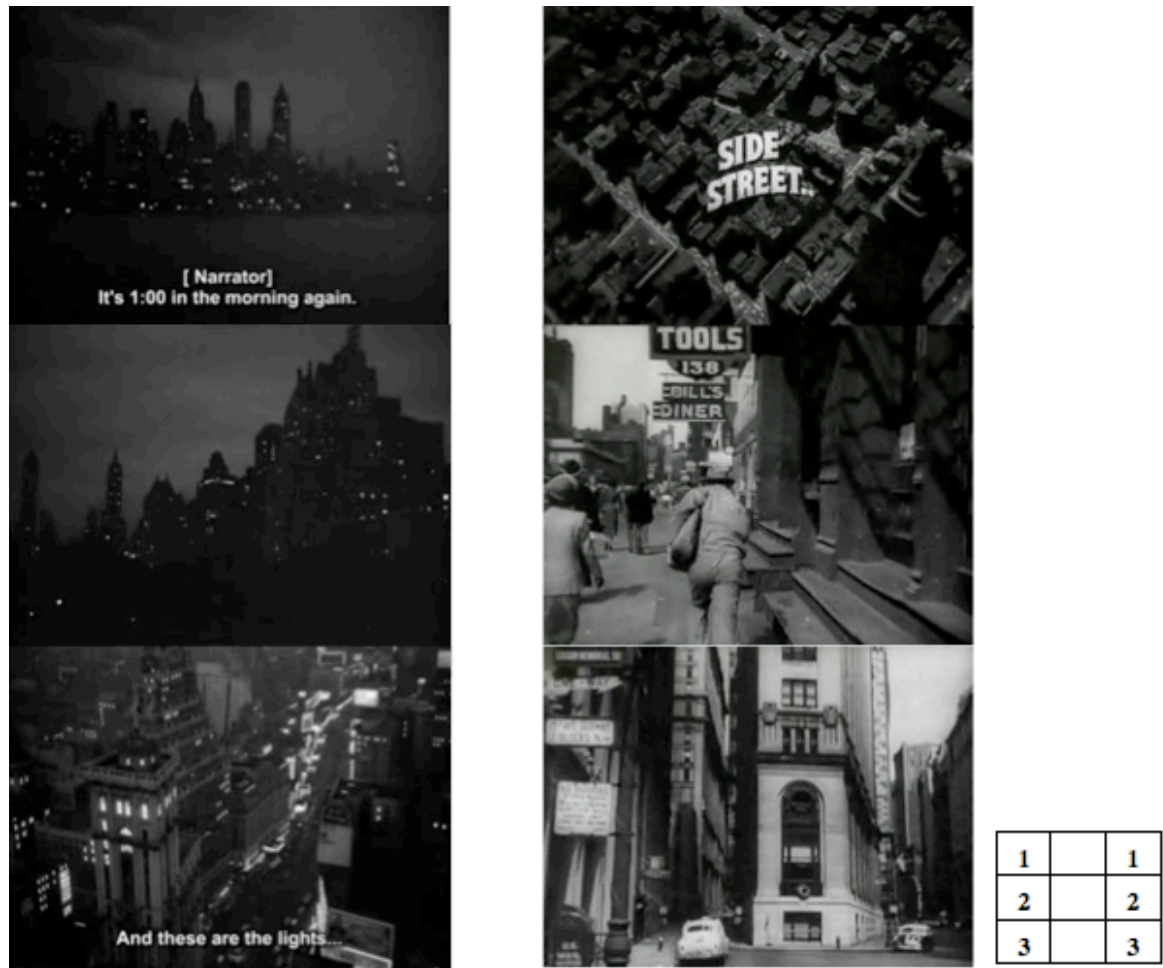 [ Narrator]
It's 1:00 in the morning again.
SIDE
STREET..
TOOLS
138
BILL'S
DINER
And these are the lights...
1 1
2 2
3 3